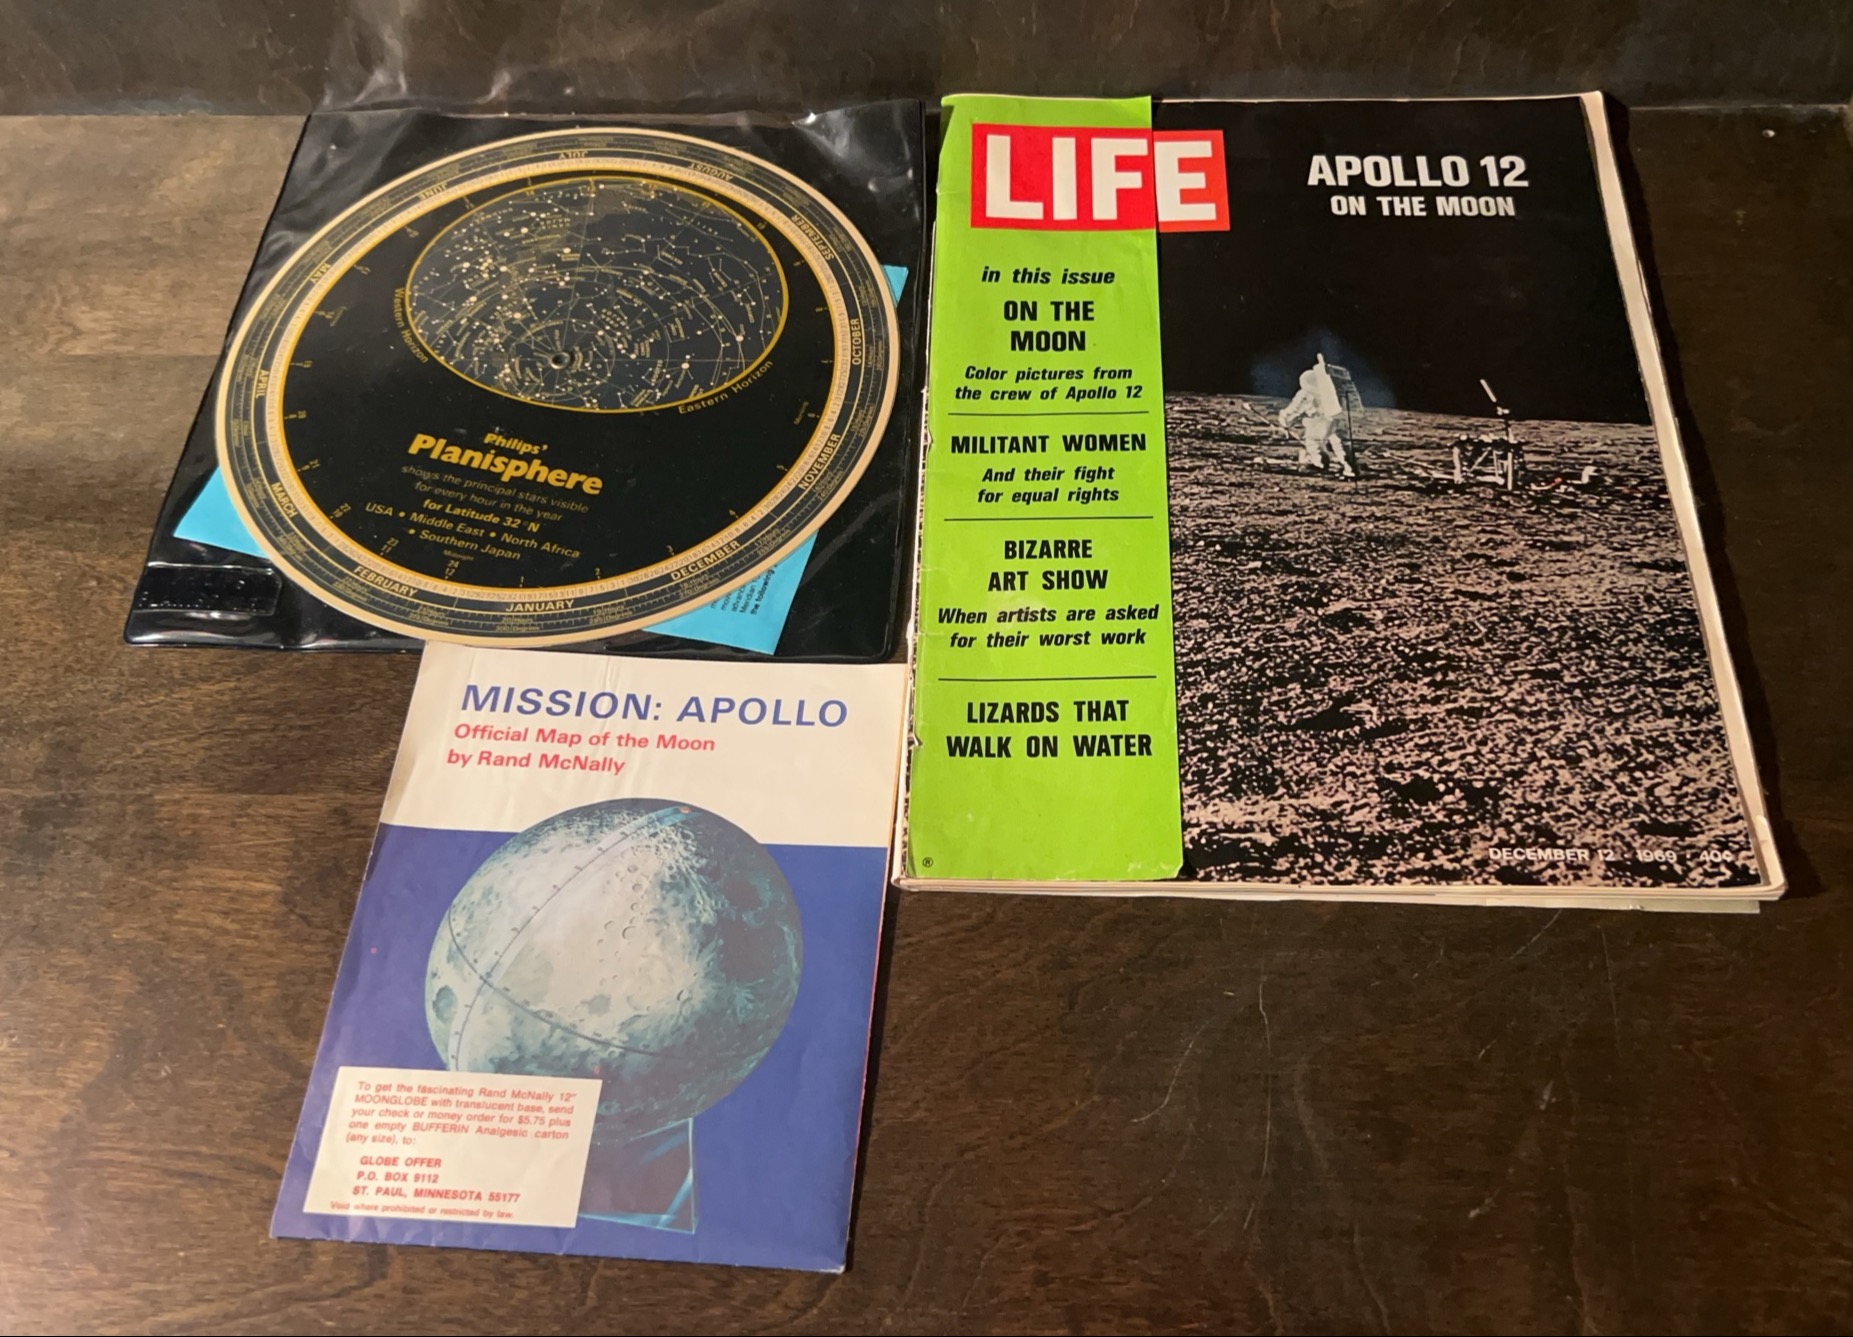 Philips'
Planisphere
shows the principal stars visible
for every hour in the year
for Latitude 32°N
USA • Middle East • North Africa
• Southern Japan
Western Horizon
Eastern Horizon
JANUARY
FEBRUARY
MARCH
APRIL
MAY
JUNE
JULY
AUGUST
SEPTEMBER
OCTOBER
NOVEMBER
DECEMBER
Midnight
the following
LIFE
APOLLO 12
ON THE MOON
in this issue
ON THE
MOON
Color pictures from
the crew of Apollo 12
MILITANT WOMEN
And their fight
for equal rights
BIZARRE
ART SHOW
When artists are asked
for their worst work
LIZARDS THAT
WALK ON WATER
®
DECEMBER 12 · 1969 · 40¢
MISSION: APOLLO
Official Map of the Moon
by Rand McNally
To get the fascinating Rand McNally 12"
MOONGLOBE with translucent base, send
your check or money order for $5.75 plus
one empty BUFFERIN Analgesic carton
(any size), to:
GLOBE OFFER
P.O. BOX 9112
ST. PAUL, MINNESOTA 55177
Void where prohibited or restricted by law.